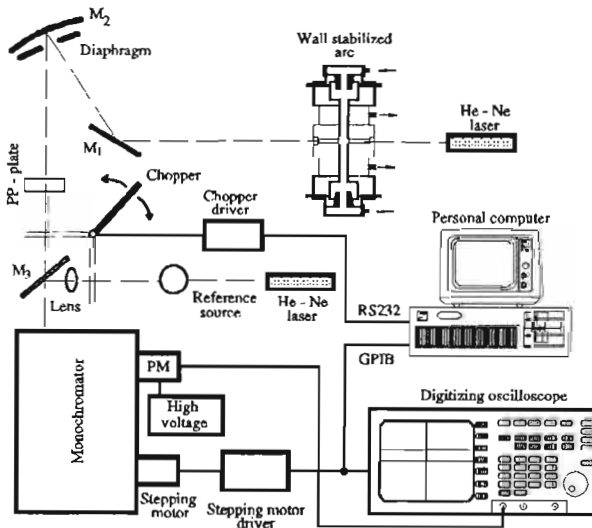 M2
Diaphragm
Wall stabilized
arc
He - Ne
laser
M1
PP - plate
Chopper
Chopper
driver
Personal computer
M3
Lens
Reference
source
He - Ne
laser
RS232
GPIB
Monochromator
PM
High
voltage
Digitizing oscilloscope
Stepping
motor
Stepping motor
driver